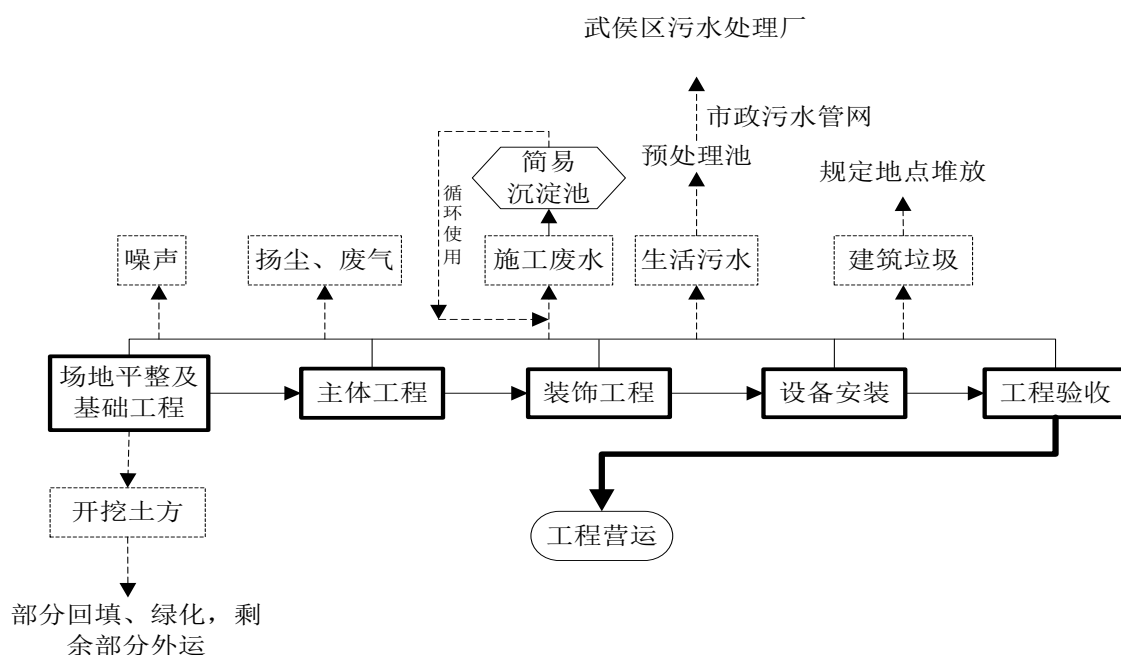 武侯区污水处理厂
市政污水管网
预处理池
规定地点堆放
简易
沉淀池
循环使用
噪声
扬尘、废气
施工废水
生活污水
建筑垃圾
场地平整及
基础工程
主体工程
装饰工程
设备安装
工程验收
开挖土方
工程营运
部分回填、绿化，剩
余部分外运